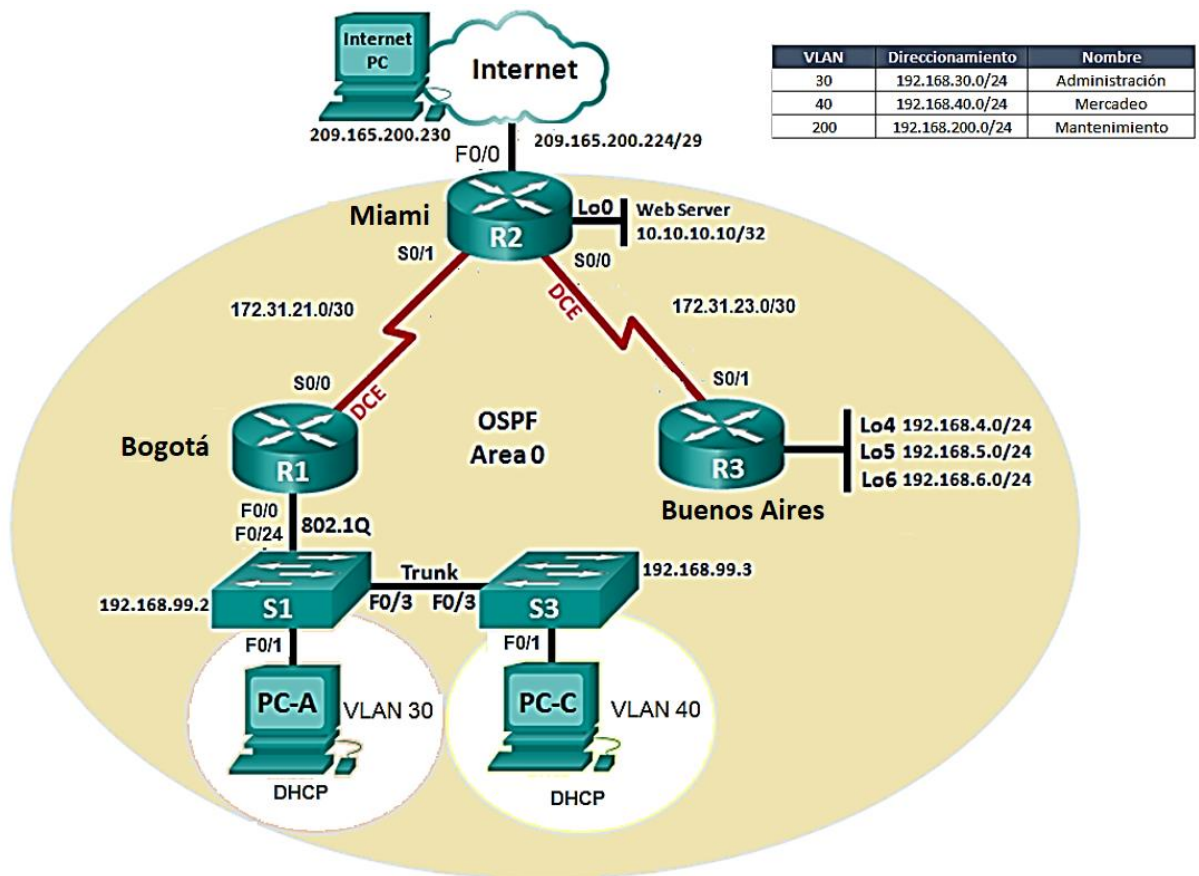 Internet
PC
Internet
209.165.200.230
209.165.200.224/29
F0/0
VLAN Direccionamiento Nombre
30 192.168.30.0/24 Administración
40 192.168.40.0/24 Mercadeo
200 192.168.200.0/24 Mantenimiento
Miami
R2
Lo0
Web Server
10.10.10.10/32
S0/1
S0/0
DCE
172.31.21.0/30
172.31.23.0/30
S0/0
DCE
S0/1
Bogotá
R1
OSPF
Area 0
R3
Buenos Aires
Lo4 192.168.4.0/24
Lo5 192.168.5.0/24
Lo6 192.168.6.0/24
F0/0
F0/24
802.1Q
192.168.99.2
S1
Trunk
F0/3 F0/3
S3
192.168.99.3
F0/1
F0/1
PC-A
VLAN 30
DHCP
PC-C
VLAN 40
DHCP